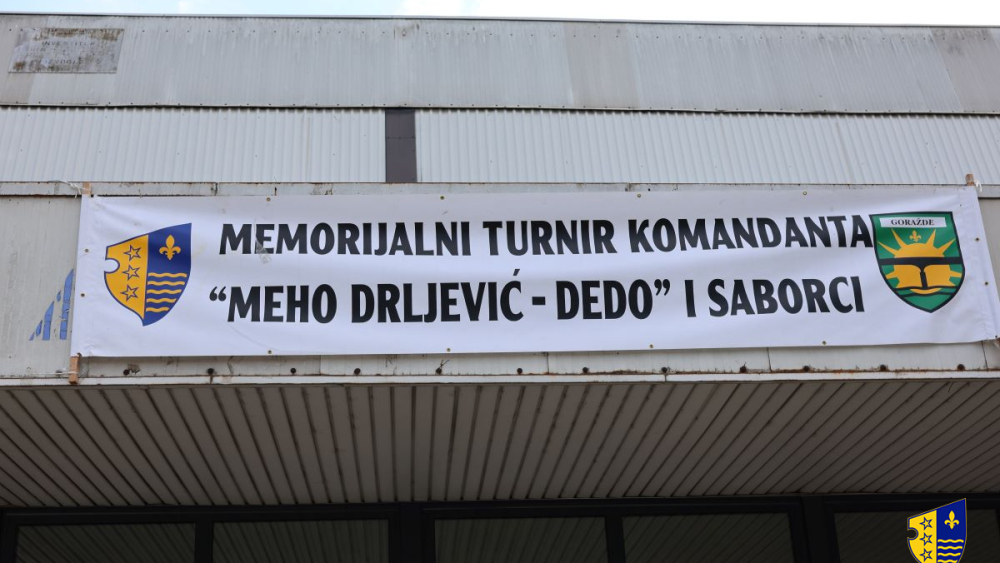 MEMORIJALNI TURNIR KOMANDANTA
"MEHO DRLJEVIĆ - DEDO" I SABORCI
GORAŽDE